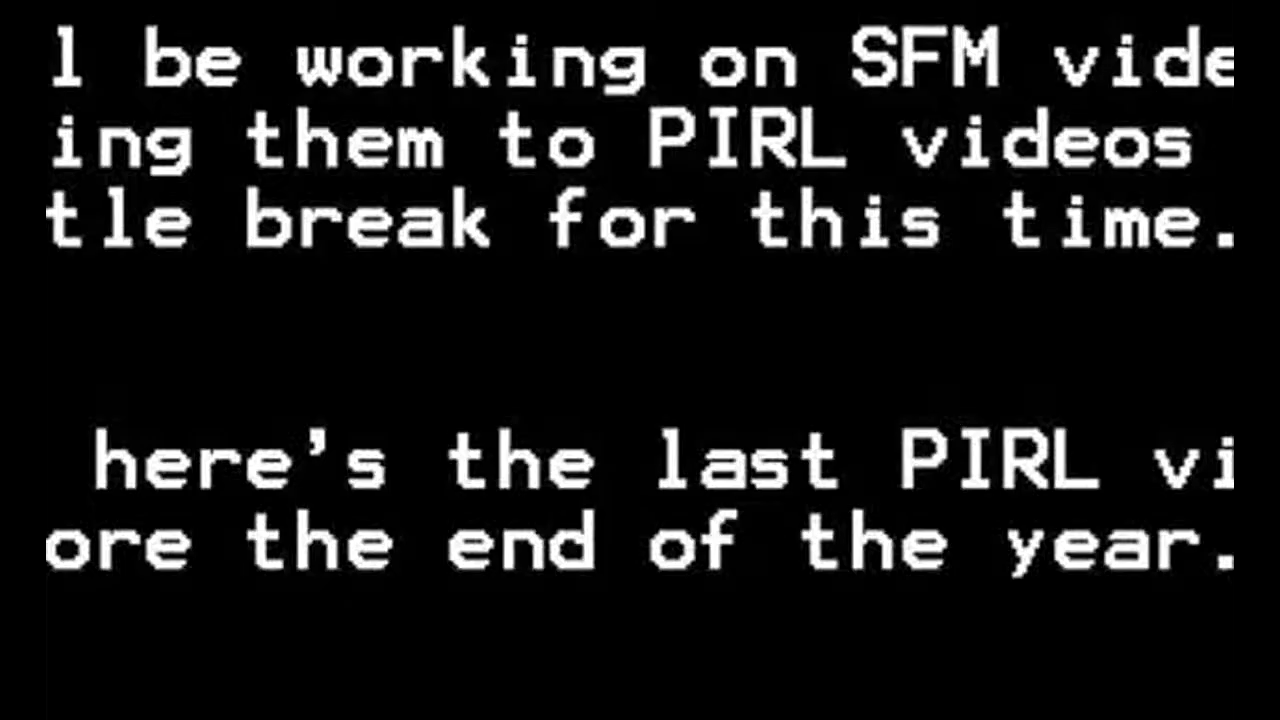 l be working on SFM vide
ing them to PIRL videos
tle break for this time.
here's the last PIRL vi
ore the end of the year.